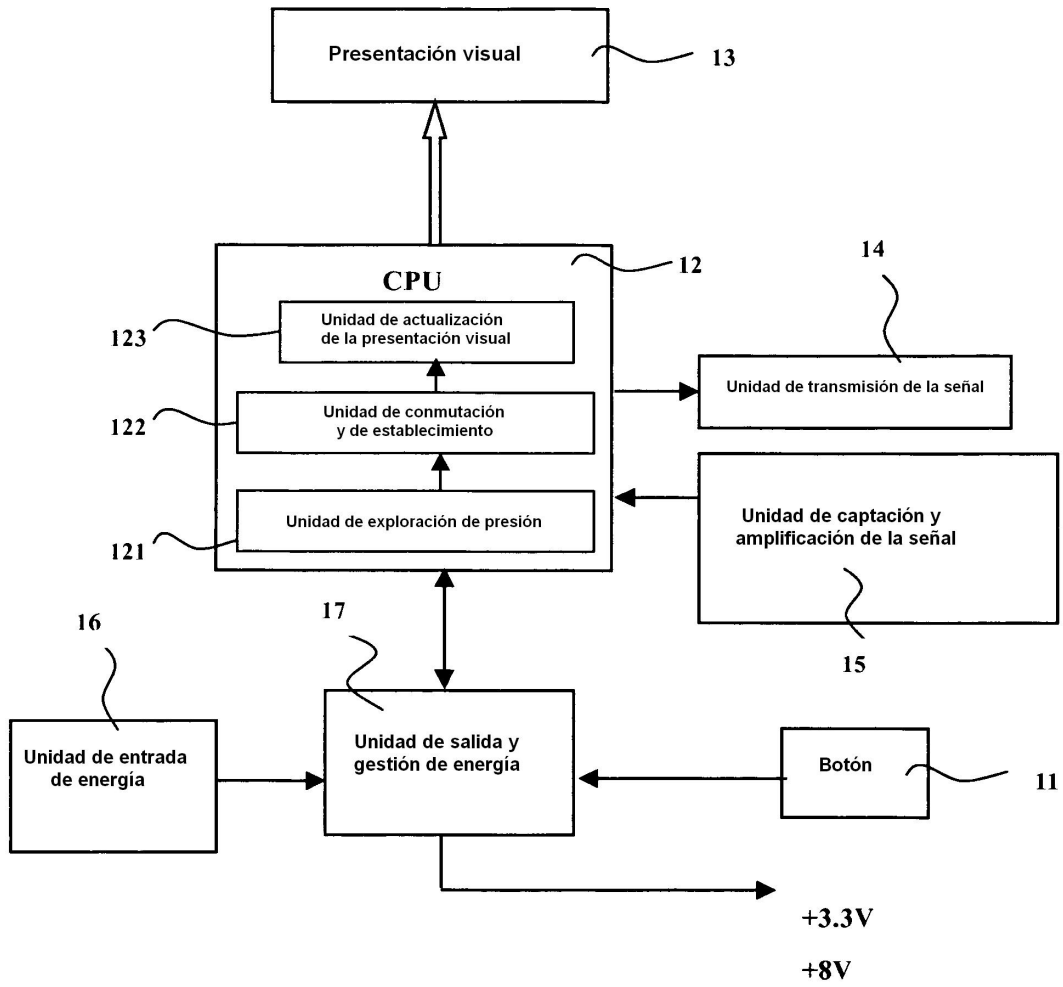 Presentación visual
13
CPU
12
14
Unidad de actualización
de la presentación visual
123
Unidad de transmisión de la señal
Unidad de conmutación
y de establecimiento
122
Unidad de exploración de presión
121
Unidad de captación y
amplificación de la señal
15
16
17
Unidad de entrada
de energía
Unidad de salida y
gestión de energía
Botón
11
+3.3V
+8V